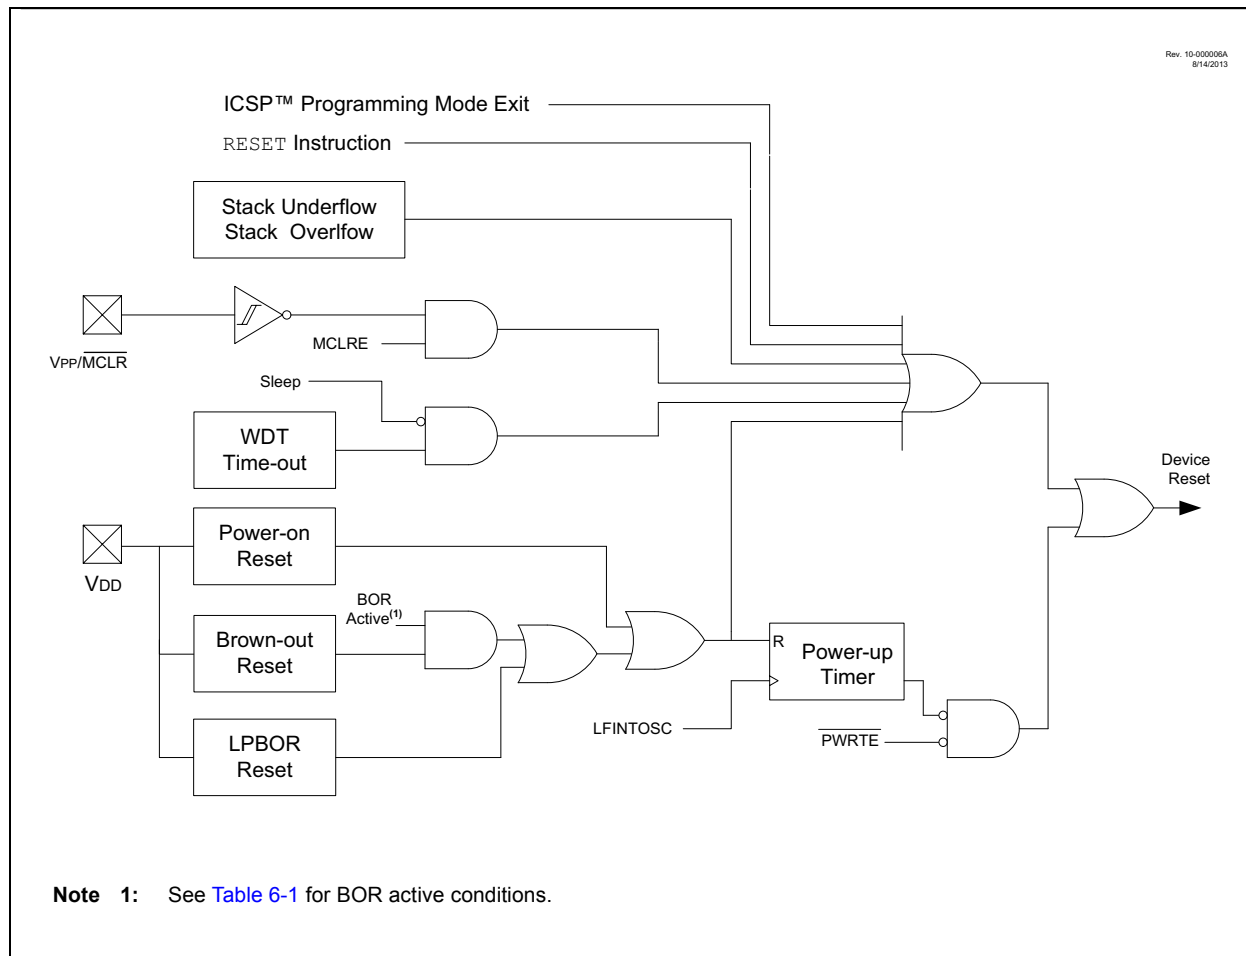 Rev. 10-000006A
8/14/2013
ICSP™ Programming Mode Exit
RESET Instruction
Stack Underflow
Stack Overlfow
VPP/MCLR
MCLRE
Sleep
WDT
Time-out
Device
Reset
VDD
Power-on
Reset
BOR
Active(1)
Brown-out
Reset
R
Power-up
Timer
LFINTOSC
PWRTE
LPBOR
Reset
Note 1: See Table 6-1 for BOR active conditions.